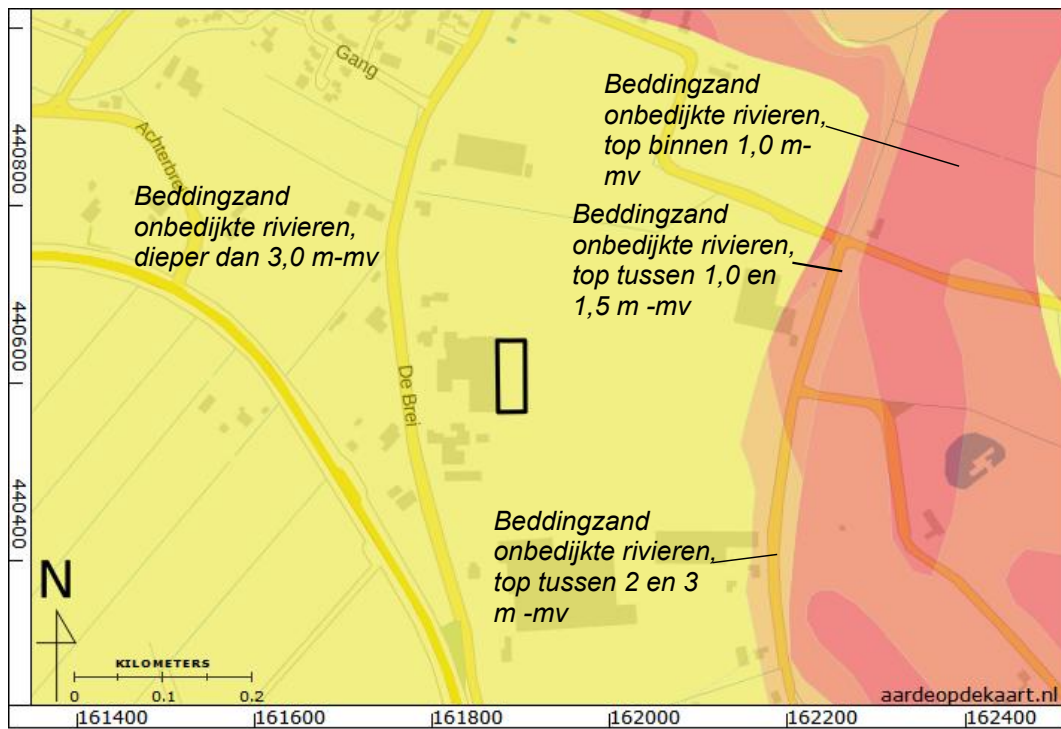 Gang
Achterbrei
Beddingzand
onbedijkte rivieren,
top binnen 1,0 m-
mv
Beddingzand
onbedijkte rivieren,
dieper dan 3,0 m-mv
Beddingzand
onbedijkte rivieren,
top tussen 1,0 en
1,5 m -mv
De Brei
Beddingzand
onbedijkte rivieren,
top tussen 2 en 3
m -mv
440800
440600
440400
N
KILOMETERS
0 0.1 0.2
aardeopdekaart.nl
161400 161600 161800 162000 162200 162400